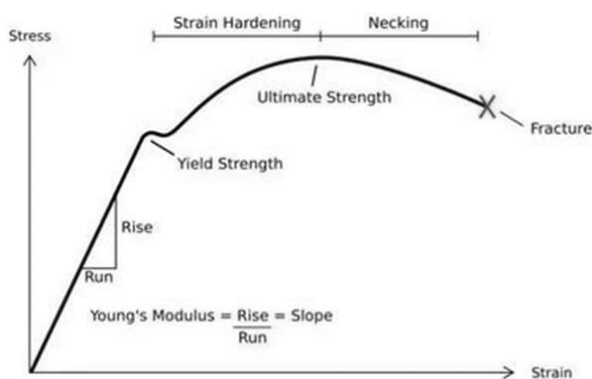 Strain Hardening
Necking
Stress
Ultimate Strength
Fracture
Yield Strength
Rise
Run
Young's Modulus = Rise = Slope
Run
Strain